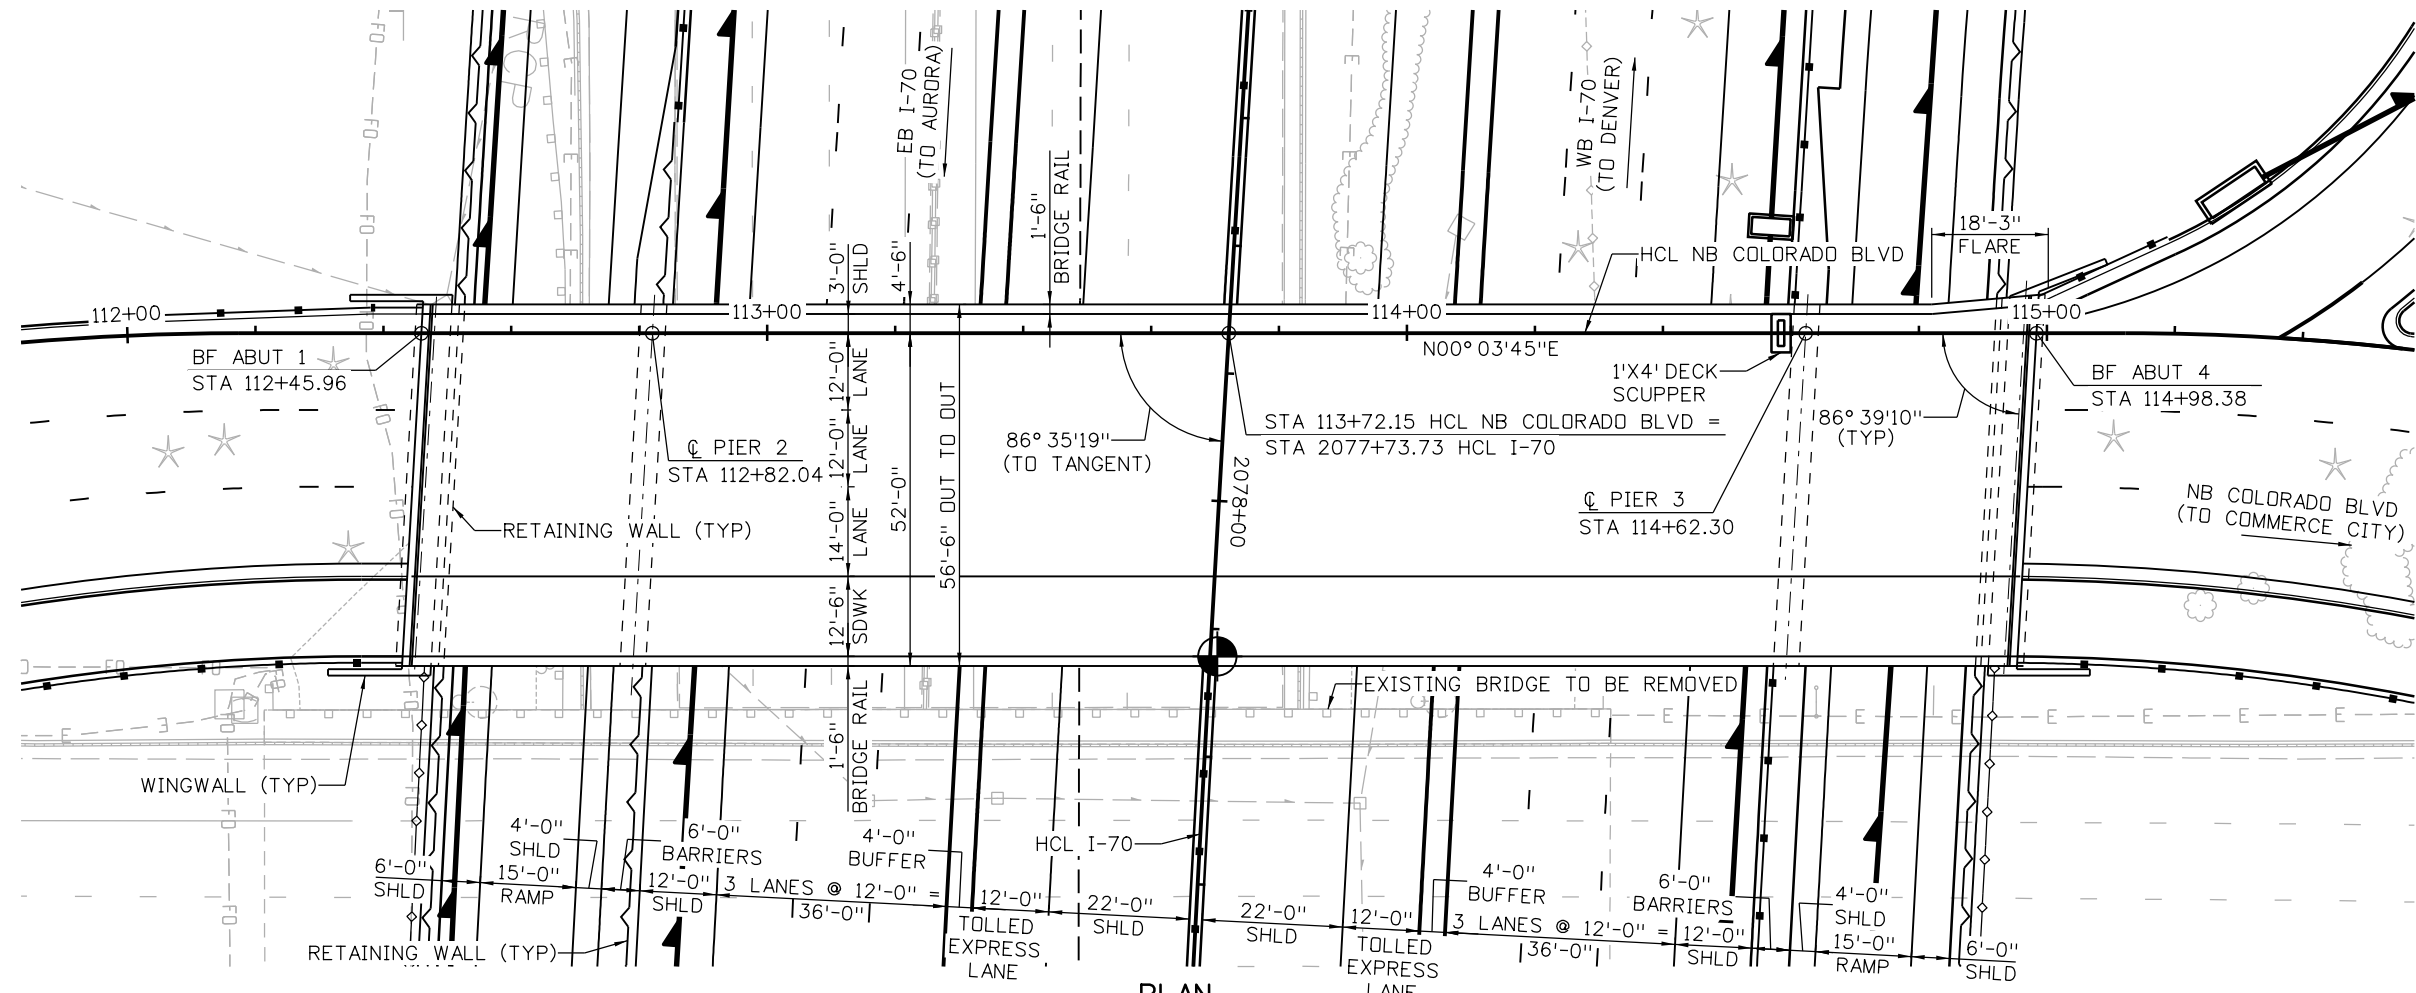 RCP
EB I-70
(TO AURORA)
WB I-70
(TO DENVER)
1'-6"
BRIDGE RAIL
3'-0"
SHLD
4'-6"
18'-3"
FLARE
HCL NB COLORADO BLVD
112+00
113+00
114+00
115+00
BF ABUT 1
STA 112+45.96
N00° 03'45"E
1'X4' DECK
SCUPPER
BF ABUT 4
STA 114+98.38
12'-0"
LANE
12'-0"
LANE
14'-0"
LANE
12'-6"
SDWK
52'-0"
56'-6" OUT TO OUT
℄ PIER 2
STA 112+82.04
86° 35'19"
(TO TANGENT)
STA 113+72.15 HCL NB COLORADO BLVD =
STA 2077+73.73 HCL I-70
86° 39'10"
(TYP)
2078+00
℄ PIER 3
STA 114+62.30
NB COLORADO BLVD
(TO COMMERCE CITY)
RETAINING WALL (TYP)
EXISTING BRIDGE TO BE REMOVED
1'-6"
BRIDGE RAIL
WINGWALL (TYP)
HCL I-70
6'-0"
SHLD
15'-0"
RAMP
4'-0"
SHLD
6'-0"
BARRIERS
12'-0"
SHLD
3 LANES @ 12'-0" =
36'-0"
4'-0"
BUFFER
12'-0"
TOLLED
EXPRESS
LANE
22'-0"
SHLD
22'-0"
SHLD
12'-0"
TOLLED
EXPRESS
LANE
4'-0"
BUFFER
3 LANES @ 12'-0" =
36'-0"
12'-0"
SHLD
6'-0"
BARRIERS
4'-0"
SHLD
15'-0"
RAMP
6'-0"
SHLD
RETAINING WALL (TYP)
PLAN